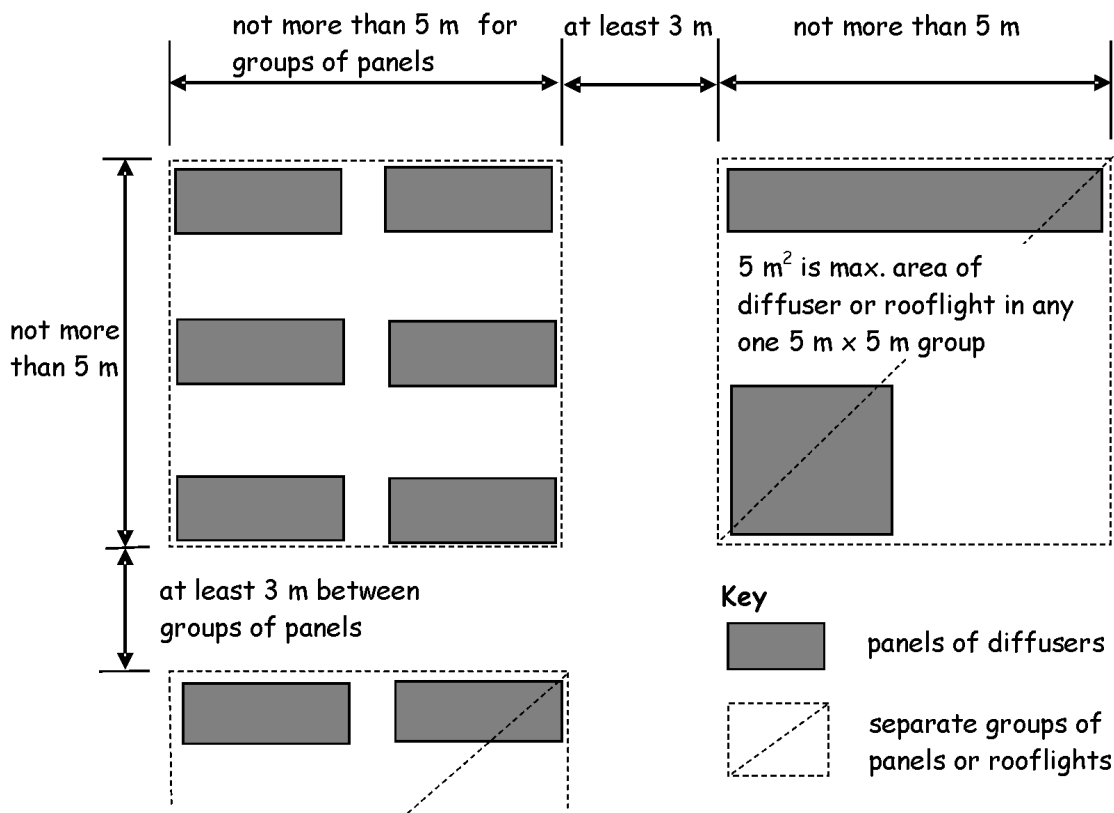 not more than 5 m for
groups of panels
at least 3 m
not more than 5 m
not more
than 5 m
5 m² is max. area of
diffuser or rooflight in any
one 5 m x 5 m group
at least 3 m between
groups of panels
Key
panels of diffusers
separate groups of
panels or rooflights